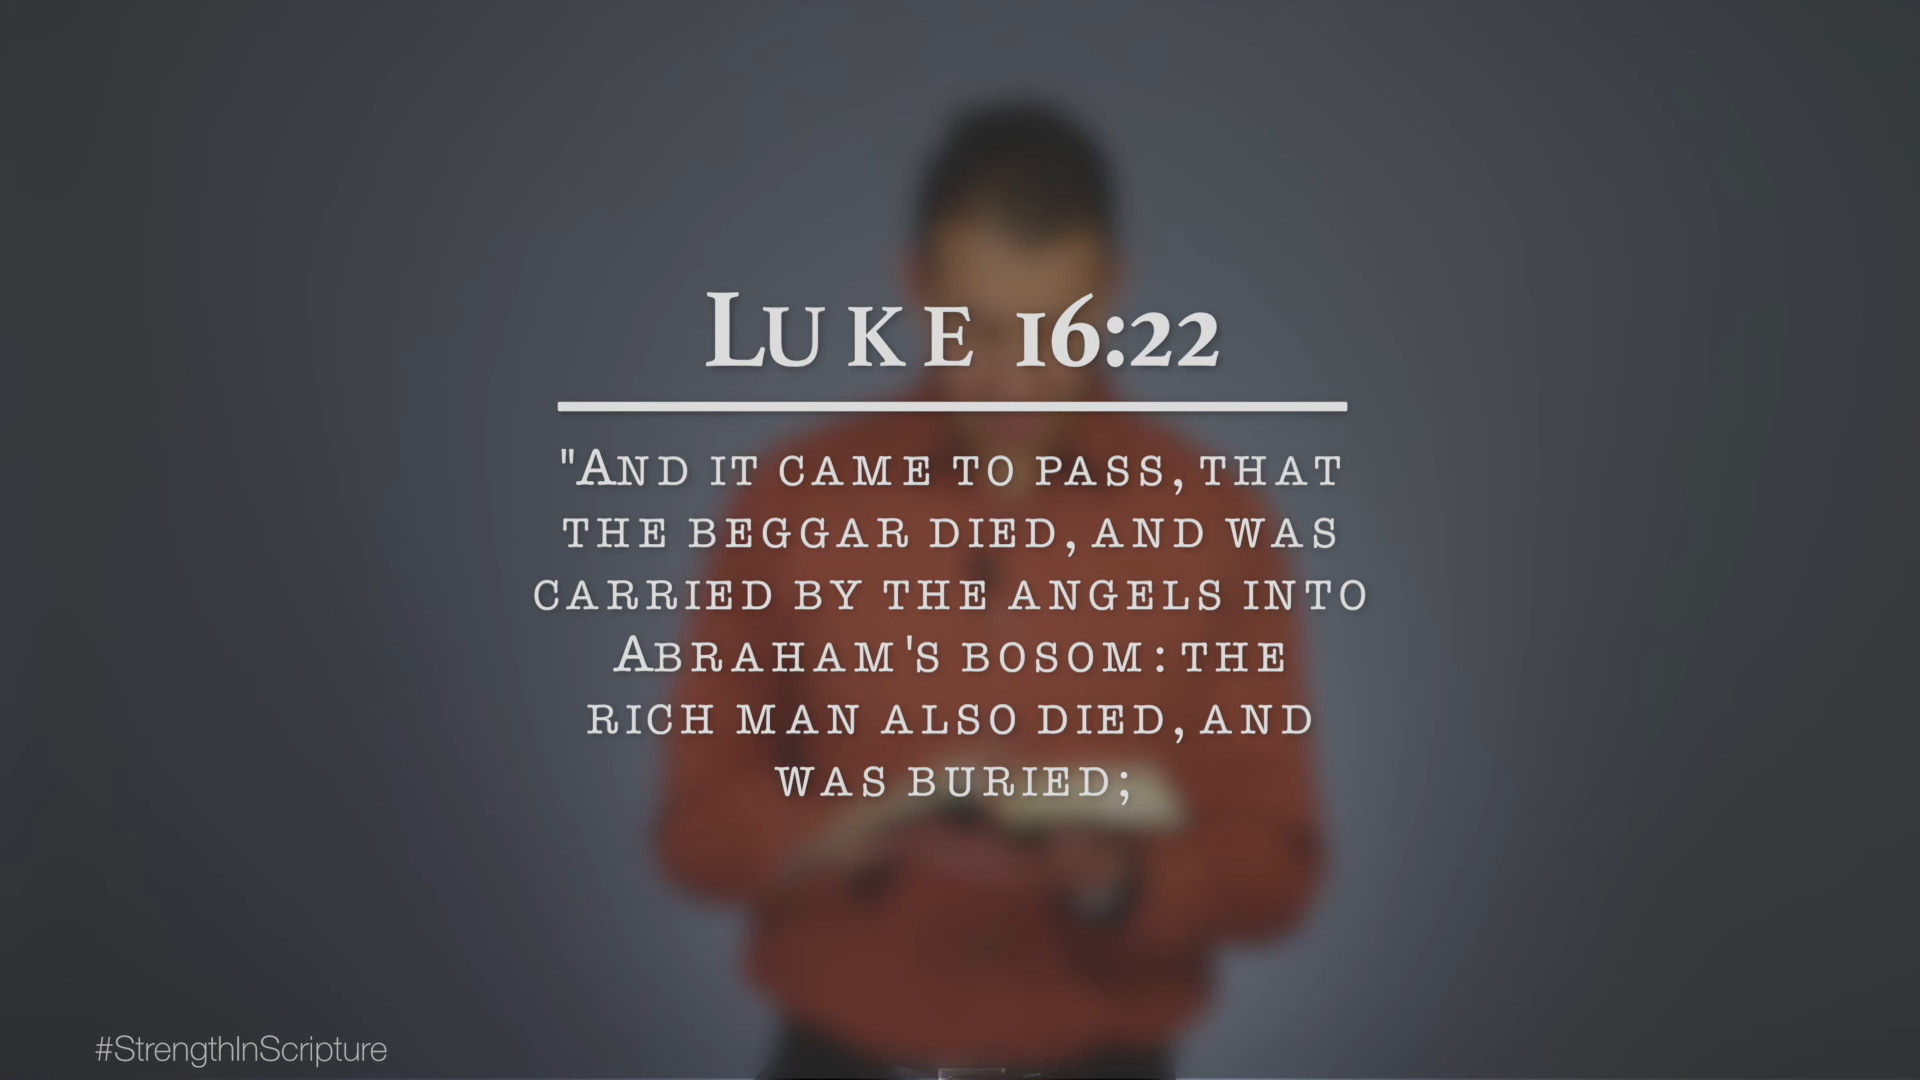 Luke 16:22
"And it came to pass, that
the beggar died, and was
carried by the angels into
Abraham's bosom: the
rich man also died, and
was buried;
#StrengthInScripture